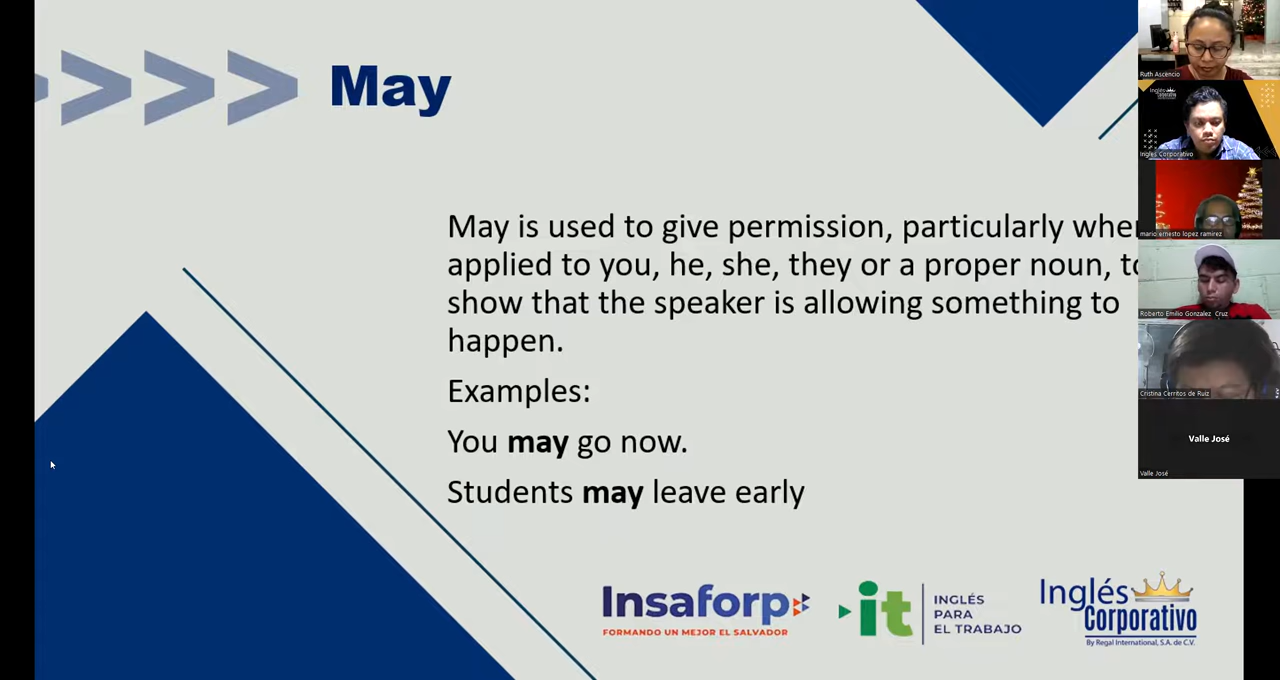 May
May is used to give permission, particularly
applied to you, he, she, they or a proper noun,
show that the speaker is allowing something to
happen.
Examples:
You may go now.
Students may leave early
Insaforp
FORMANDO UN MEJOR EL SALVADOR
it
INGLÉS
PARA
EL TRABAJO
Inglés
Corporativo
By Regal International, S.A. de C.V.
Ruth Ascencio
Inglés Corporativo
mario ernesto lopez ramirez
Roberto Emilio Gonzalez Cruz
Cristina Cerritos de Ruiz
Valle José
Valle José